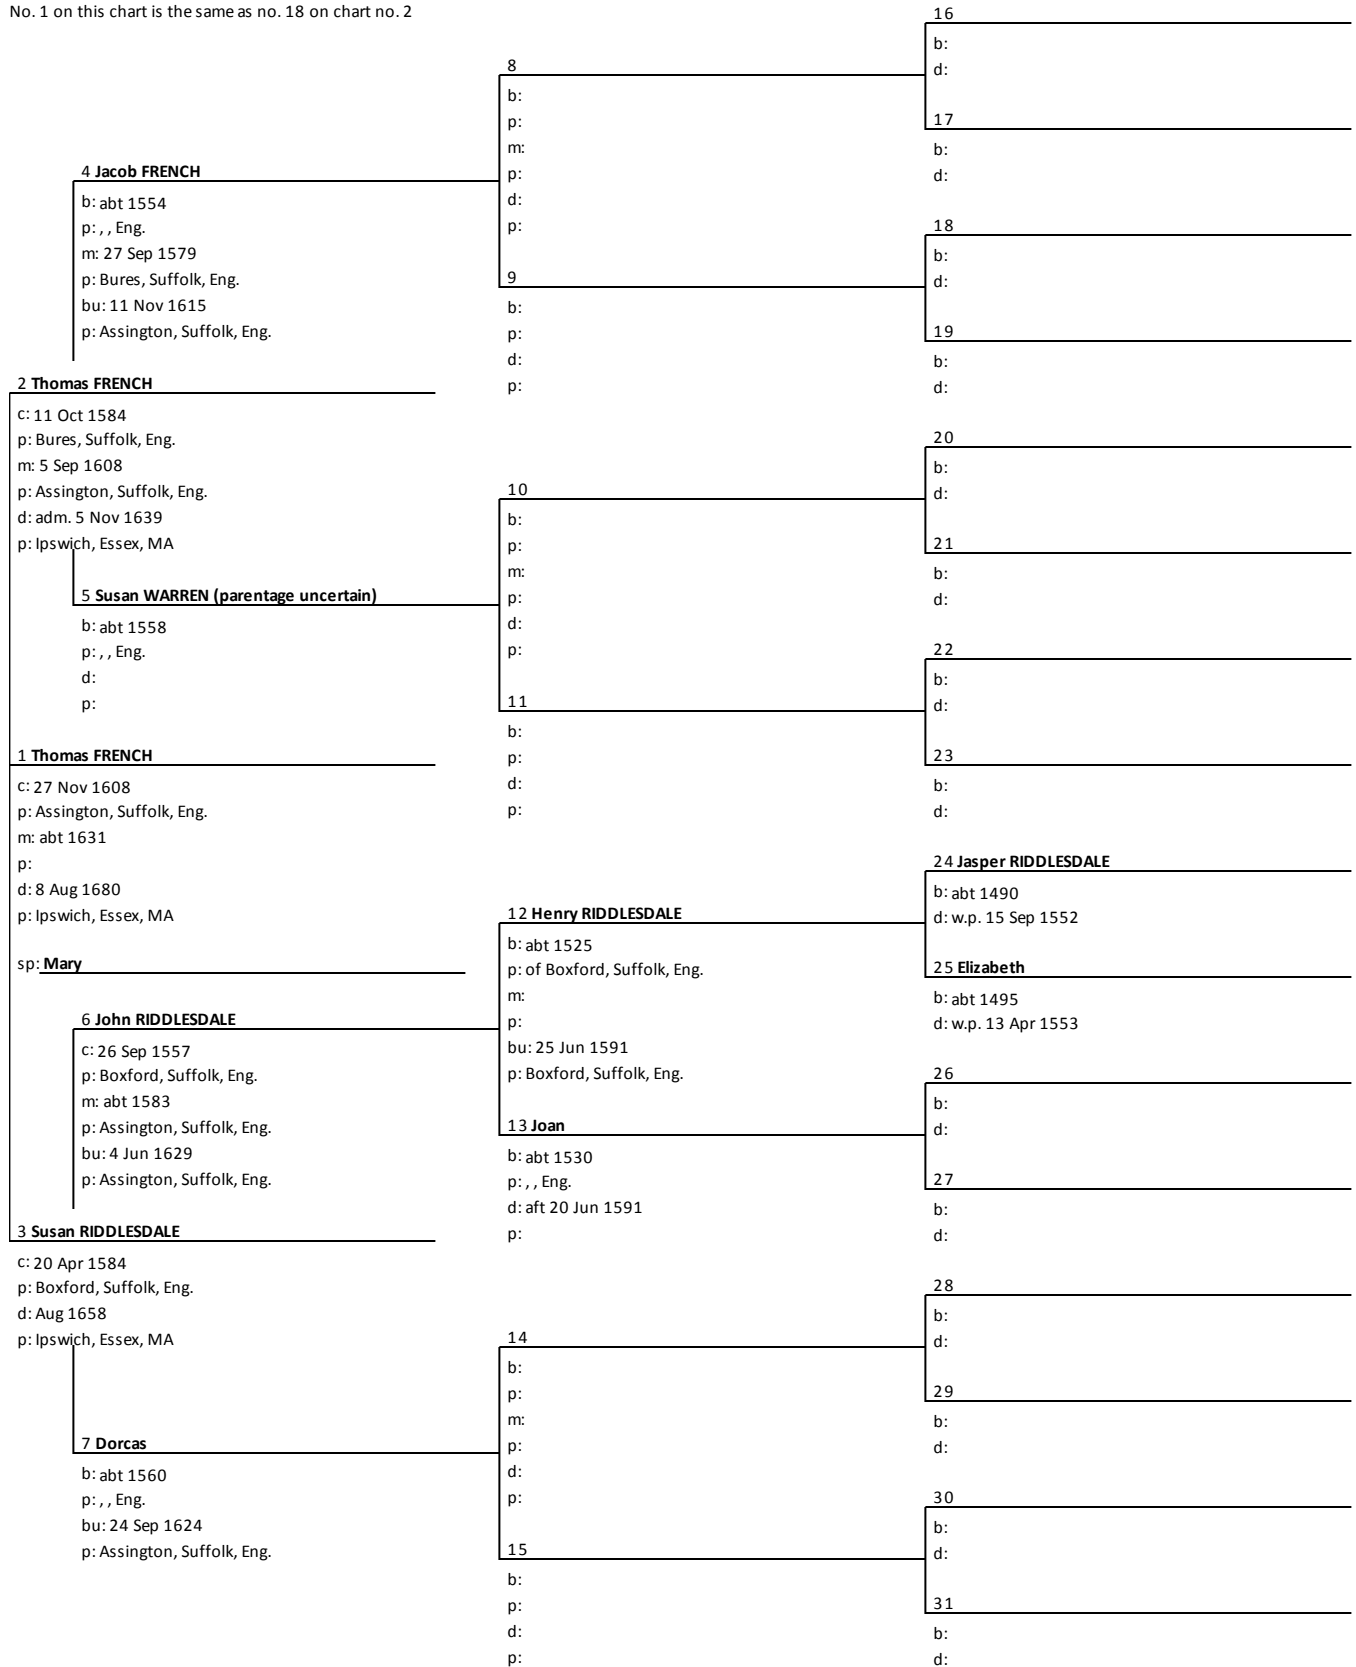 No. 1 on this chart is the same as no. 18 on chart no. 2
16
b:
d:
8
b:
p:
m:
p:
d:
p:
17
b:
d:
4 Jacob FRENCH
b: abt 1554
p: , , Eng.
m: 27 Sep 1579
p: Bures, Suffolk, Eng.
bu: 11 Nov 1615
p: Assington, Suffolk, Eng.
18
b:
d:
9
b:
p:
d:
p:
19
b:
d:
2 Thomas FRENCH
c: 11 Oct 1584
p: Bures, Suffolk, Eng.
m: 5 Sep 1608
p: Assington, Suffolk, Eng.
d: adm. 5 Nov 1639
p: Ipswich, Essex, MA
20
b:
d:
10
b:
p:
m:
p:
d:
p:
21
b:
d:
5 Susan WARREN (parentage uncertain)
b: abt 1558
p: , , Eng.
d:
p:
22
b:
d:
11
b:
p:
d:
p:
23
b:
d:
1 Thomas FRENCH
c: 27 Nov 1608
p: Assington, Suffolk, Eng.
m: abt 1631
p:
d: 8 Aug 1680
p: Ipswich, Essex, MA
sp: Mary
24 Jasper RIDDLESDALE
b: abt 1490
d: w.p. 15 Sep 1552
12 Henry RIDDLESDALE
b: abt 1525
p: of Boxford, Suffolk, Eng.
m:
p:
bu: 25 Jun 1591
p: Boxford, Suffolk, Eng.
25 Elizabeth
b: abt 1495
d: w.p. 13 Apr 1553
6 John RIDDLESDALE
c: 26 Sep 1557
p: Boxford, Suffolk, Eng.
m: abt 1583
p: Assington, Suffolk, Eng.
bu: 4 Jun 1629
p: Assington, Suffolk, Eng.
26
b:
d:
13 Joan
b: abt 1530
p: , , Eng.
d: aft 20 Jun 1591
p:
27
b:
d:
3 Susan RIDDLESDALE
c: 20 Apr 1584
p: Boxford, Suffolk, Eng.
d: Aug 1658
p: Ipswich, Essex, MA
28
b:
d:
14
b:
p:
m:
p:
d:
p:
29
b:
d:
7 Dorcas
b: abt 1560
p: , , Eng.
bu: 24 Sep 1624
p: Assington, Suffolk, Eng.
30
b:
d:
15
b:
p:
d:
p:
31
b:
d: